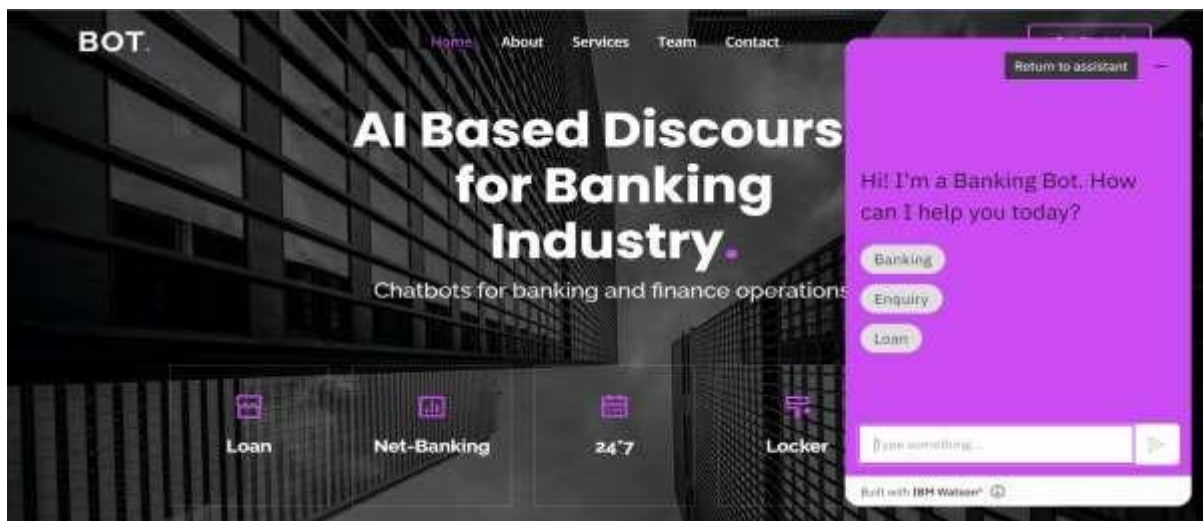 BOT.
Home About Services Team Contact
Return to assistant
AI Based Discours
for Banking
Industry.
Chatbots for banking and finance operations
Hi! I'm a Banking Bot. How
can I help you today?
Banking
Enquiry
Loan
Loan
Net-Banking
24*7
Locker
Type something...
Built with IBM Watson®